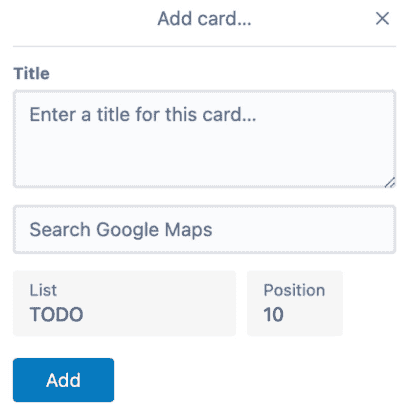 Add card...
Title
Enter a title for this card...
Search Google Maps
List
TODO
Position
10
Add